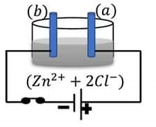 (b) (a)
(Zn²⁺ + 2Cl⁻)
- +